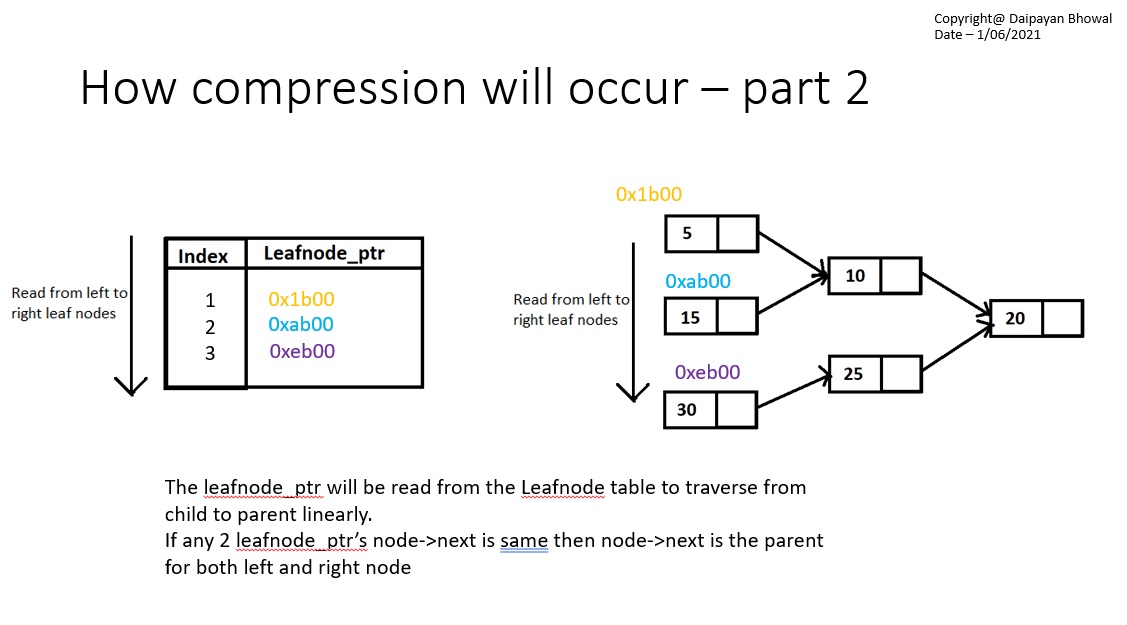 Copyright@ Daipayan Bhowal
Date – 1/06/2021
How compression will occur – part 2
Read from left to
right leaf nodes
Index Leafnode_ptr
1 0x1b00
2 0xab00
3 0xeb00
Read from left to
right leaf nodes
0x1b00
5
0xab00
15
0xeb00
30
10
25
20
The leafnode_ptr will be read from the Leafnode table to traverse from
child to parent linearly.
If any 2 leafnode_ptr’s node->next is same then node->next is the parent
for both left and right node